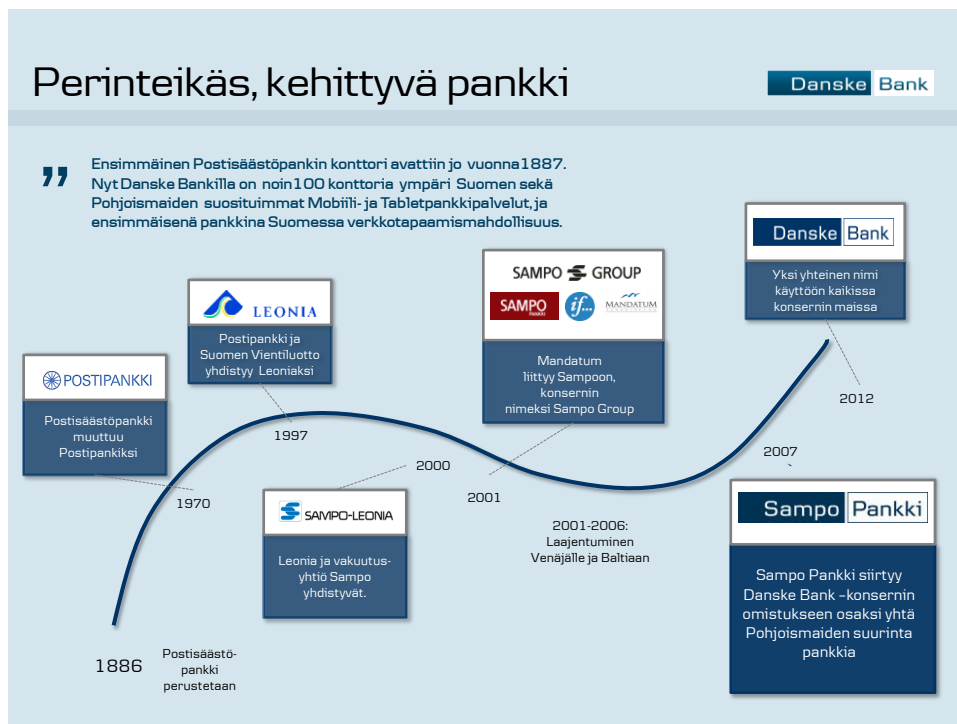 Perinteikäs, kehittyvä pankki
Danske Bank
”
Ensimmäinen Postisäästöpankin konttori avattiin jo vuonna1887.
Nyt Danske Bankilla on noin100 konttoria ympäri Suomen sekä
Pohjoismaiden suosituimmat Mobiili- ja Tabletpankkipalvelut,ja
ensimmäisenä pankkina Suomessa verkkotapaamismahdollisuus.
POSTIPANKKI
Postisäästöpankki
muuttuu
Postipankiksi
1970
LEONIA
Postipankki ja
Suomen Vientiluotto
yhdistyy Leoniaksi
1997
SAMPO-LEONIA
Leonia ja vakuutus-
yhtiö Sampo
yhdistyvät.
2000
SAMPO GROUP
SAMPO
if...
MANDATUM
Mandatum
liittyy Sampoon,
konsernin
nimeksi Sampo Group
2001
2001-2006:
Laajentuminen
Venäjälle ja Baltiaan
2007
Sampo Pankki
Sampo Pankki siirtyy
Danske Bank -konsernin
omistukseen osaksi yhtä
Pohjoismaiden suurinta
pankkia
Danske Bank
Yksi yhteinen nimi
käyttöön kaikissa
konsernin maissa
2012
1886
Postisäästö-
pankki
perustetaan